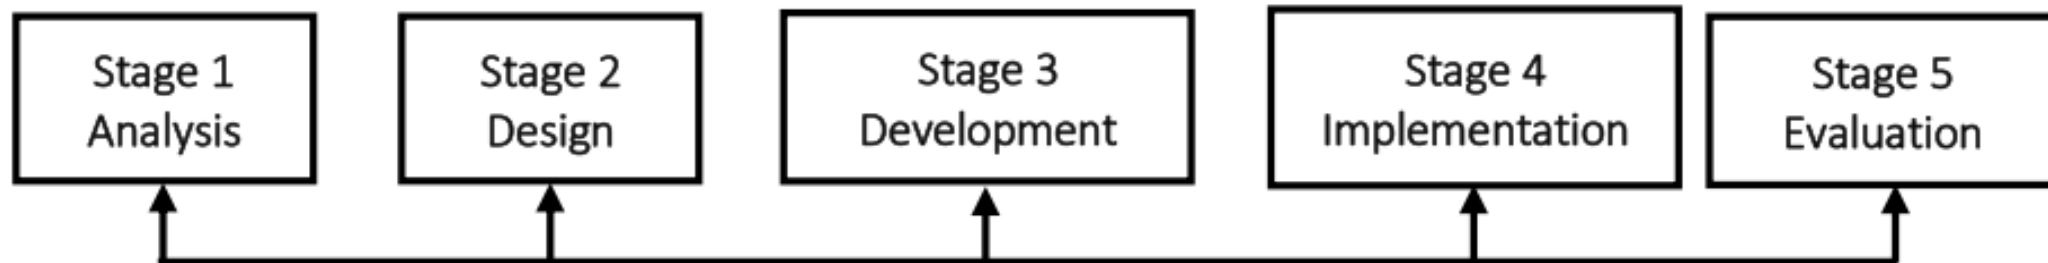 Stage 1
Analysis
Stage 2
Design
Stage 3
Development
Stage 4
Implementation
Stage 5
Evaluation